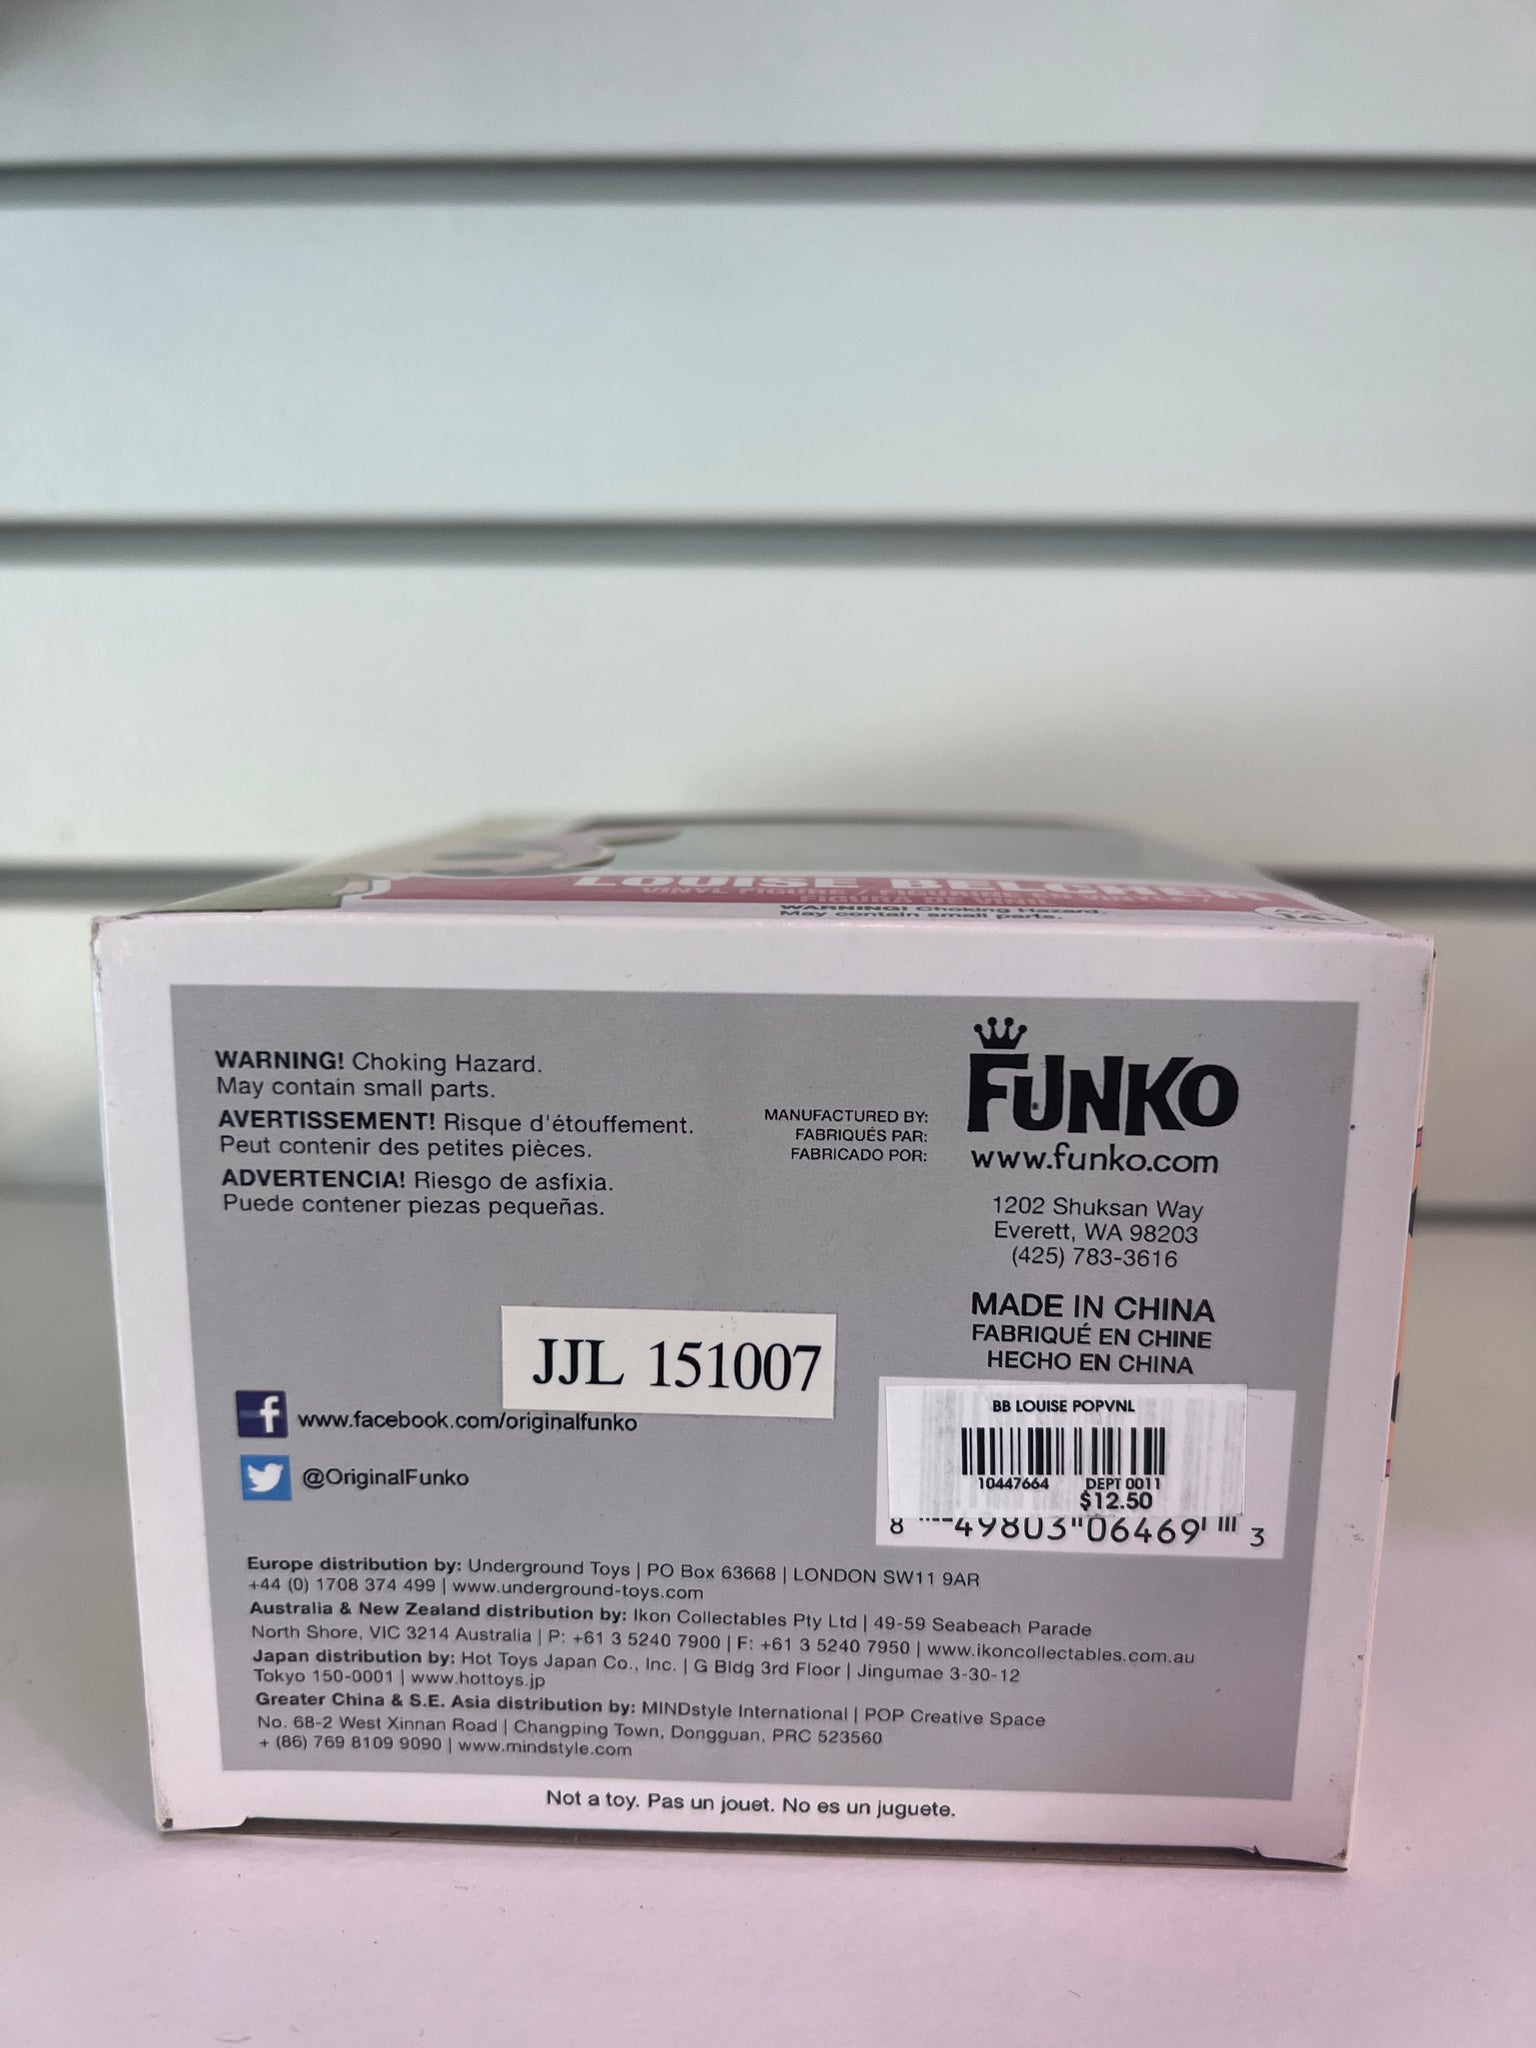 LOUISE BELCHER
VINYL FIGURE / FIGURINE EN VINYLE /
FIGURA DE VINIL
WARNING! Choking Hazard.
May contain small parts.
WARNING! Choking Hazard.
May contain small parts.
AVERTISSEMENT! Risque d'étouffement.
Peut contenir des petites pièces.
ADVERTENCIA! Riesgo de asfixia.
Puede contener piezas pequeñas.
MANUFACTURED BY:
FABRIQUÉS PAR:
FABRICADO POR:
FUNKO
www.funko.com
1202 Shuksan Way
Everett, WA 98203
(425) 783-3616
MADE IN CHINA
FABRIQUÉ EN CHINE
HECHO EN CHINA
JJL 151007
f www.facebook.com/originalfunko
@OriginalFunko
BB LOUISE POPVNL
10447664 DEPT 0011
$12.50
8 49803 06469 3
Europe distribution by: Underground Toys | PO Box 63668 | LONDON SW11 9AR
+44 (0) 1708 374 499 | www.underground-toys.com
Australia & New Zealand distribution by: Ikon Collectables Pty Ltd | 49-59 Seabeach Parade
North Shore, VIC 3214 Australia | P: +61 3 5240 7900 | F: +61 3 5240 7950 | www.ikoncollectables.com.au
Japan distribution by: Hot Toys Japan Co., Inc. | G Bldg 3rd Floor | Jingumae 3-30-12
Tokyo 150-0001 | www.hottoys.jp
Greater China & S.E. Asia distribution by: MINDstyle International | POP Creative Space
No. 68-2 West Xinnan Road | Changping Town, Dongguan, PRC 523560
+ (86) 769 8109 9090 | www.mindstyle.com
Not a toy. Pas un jouet. No es un juguete.